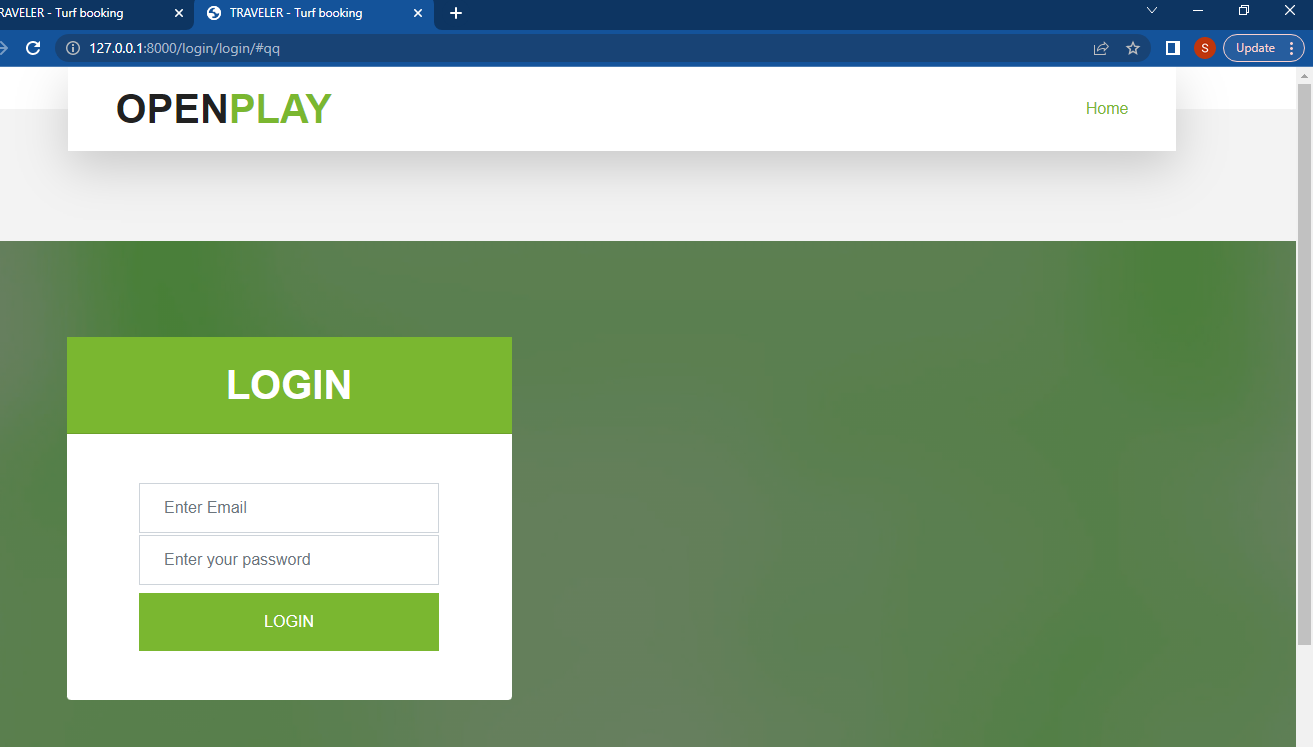 RAVELER - Turf booking
TRAVELER - Turf booking
127.0.0.1:8000/login/login/#qq
S
Update
OPENPLAY
Home
LOGIN
Enter Email
Enter your password
LOGIN